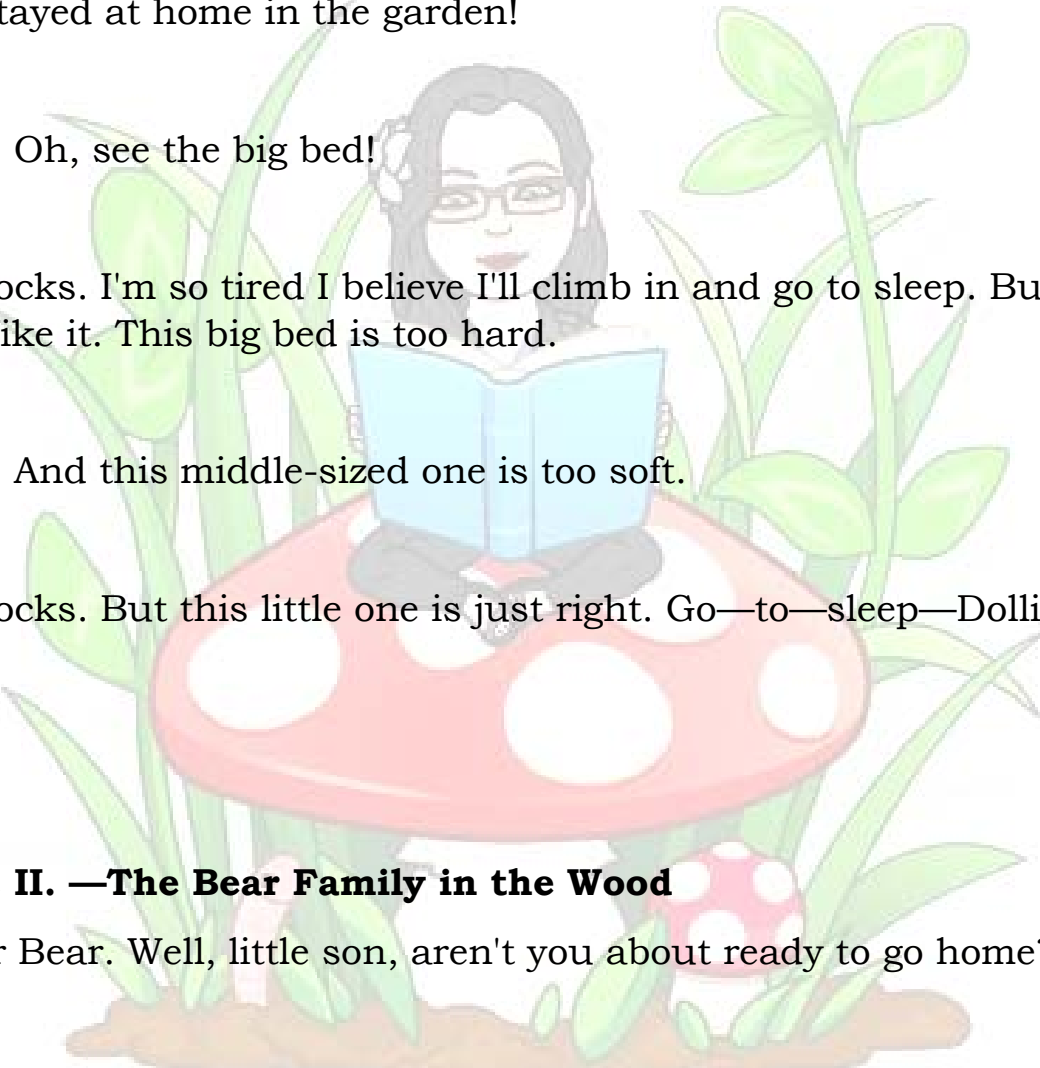 tayed at home in the garden!
Oh, see the big bed!
ocks. I'm so tired I believe I'll climb in and go to sleep. Bu
ike it. This big bed is too hard.
And this middle-sized one is too soft.
ocks. But this little one is just right. Go—to—sleep—Dolli
II. —The Bear Family in the Wood
r Bear. Well, little son, aren't you about ready to go home?